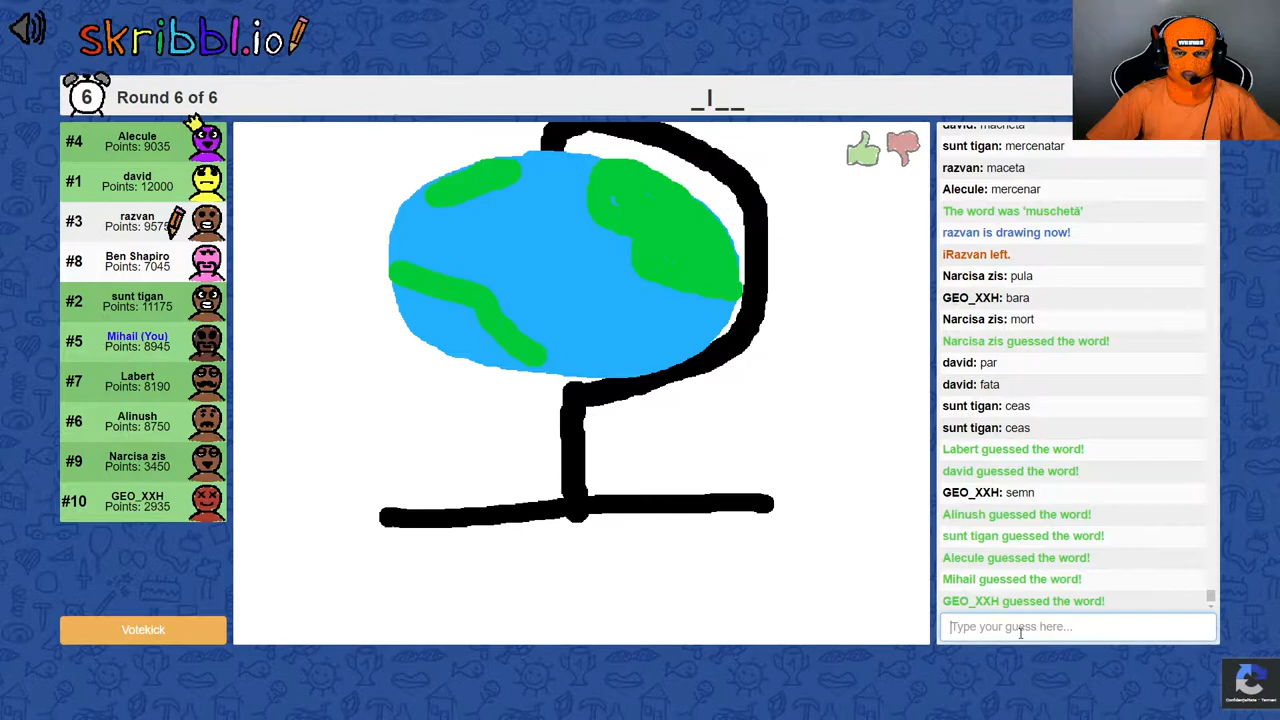 skribbl.io
6
Round 6 of 6
_l__
#4
Alecule
Points: 9035
#1
david
Points: 12000
#3
razvan
Points: 9575
#8
Ben Shapiro
Points: 7045
#2
sunt tigan
Points: 11175
#5
Mihail (You)
Points: 8945
#7
Labert
Points: 8190
#6
Alinush
Points: 8750
#9
Narcisa zis
Points: 3450
#10
GEO_XXH
Points: 2935
Votekick
david: macheta
sunt tigan: mercenatar
razvan: maceta
Alecule: mercenar
The word was 'muschetă'
razvan is drawing now!
iRazvan left.
Narcisa zis: pula
GEO_XXH: bara
Narcisa zis: mort
Narcisa zis guessed the word!
david: par
david: fata
sunt tigan: ceas
sunt tigan: ceas
Labert guessed the word!
david guessed the word!
GEO_XXH: semn
Alinush guessed the word!
sunt tigan guessed the word!
Alecule guessed the word!
Mihail guessed the word!
GEO_XXH guessed the word!
Type your guess here...